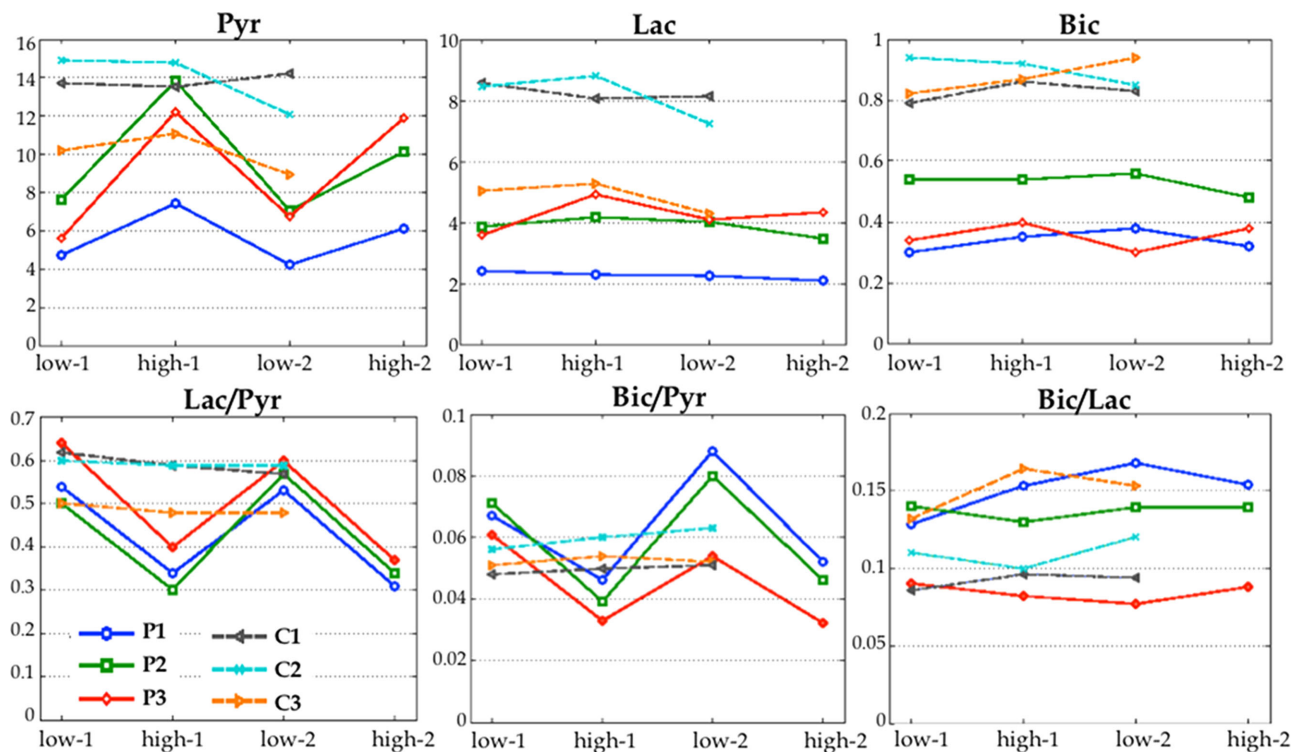 Pyr Lac Bic
16 10 1
14
12 8 0.8
10
8 6 0.6
6 4 0.4
4
2 2 0.2
0 0 0
low-1 high-1 low-2 high-2 low-1 high-1 low-2 high-2 low-1 high-1 low-2 high-2
Lac/Pyr Bic/Pyr Bic/Lac
0.7 0.1 0.2
0.6 0.08
0.5 0.15
0.4 0.06
0.3 0.04 0.1
0.2 P1 C1
0.02 0.05
0.1 P2 C2
P3 C3
0 0 0
low-1 high-1 low-2 high-2 low-1 high-1 low-2 high-2 low-1 high-1 low-2 high-2